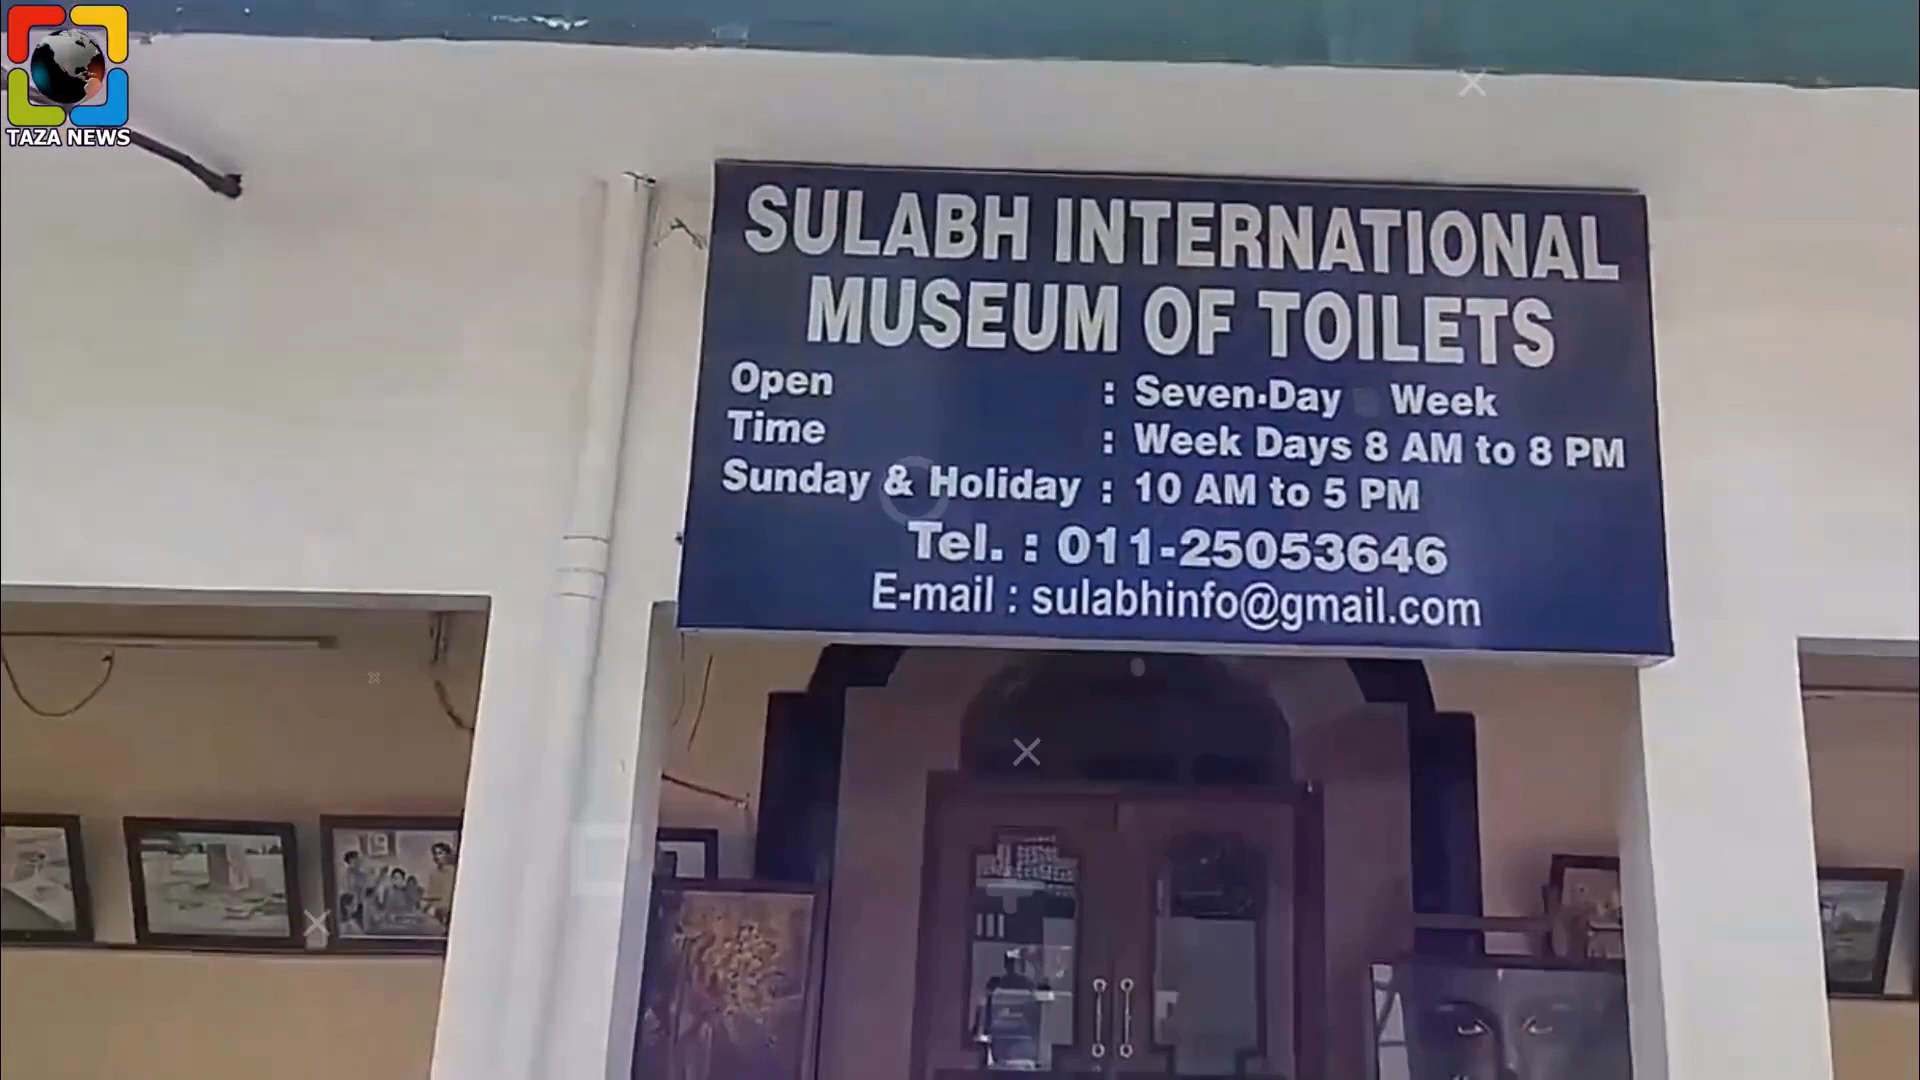 TAZA NEWS
SULABH INTERNATIONAL
MUSEUM OF TOILETS
Open : Seven-Day Week
Time : Week Days 8 AM to 8 PM
Sunday & Holiday : 10 AM to 5 PM
Tel. : 011-25053646
E-mail : sulabhinfo@gmail.com